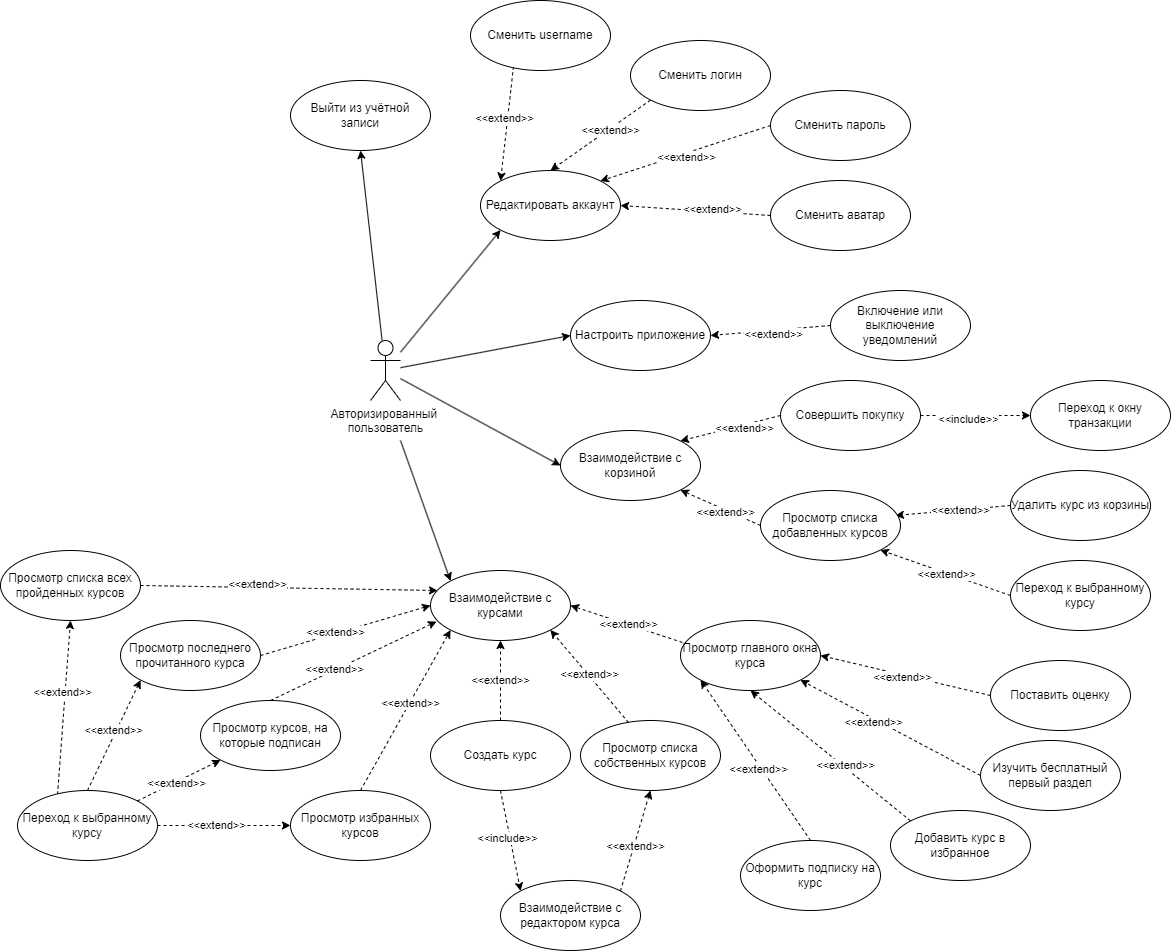 Сменить username
Сменить логин
Выйти из учётной
записи
<<extend>>
<<extend>>
Сменить пароль
<<extend>>
Редактировать аккаунт
<<extend>>
Сменить аватар
Настроить приложение
<<extend>>
Включение или
выключение
уведомлений
Авторизированный
пользователь
Совершить покупку
<<include>>
Переход к окну
транзакции
<<extend>>
Взаимодействие с
корзиной
<<extend>>
Просмотр списка
добавленных курсов
<<extend>>
Удалить курс из корзины
<<extend>>
Переход к выбранному
курсу
Просмотр списка всех
пройденных курсов
<<extend>>
Взаимодействие с
курсами
<<extend>>
Просмотр последнего
прочитанного курса
<<extend>>
<<extend>>
Просмотр главного окна
курса
<<extend>>
Поставить оценку
<<extend>>
<<extend>>
<<extend>>
<<extend>>
<<extend>>
Просмотр курсов, на
которые подписан
<<extend>>
Создать курс
Просмотр списка
собственных курсов
<<extend>>
Изучить бесплатный
первый раздел
<<extend>>
<<extend>>
<<extend>>
Переход к выбранному
курсу
<<extend>>
Просмотр избранных
курсов
<<include>>
<<extend>>
Добавить курс в
избранное
Оформить подписку на
курс
Взаимодействие с
редактором курса